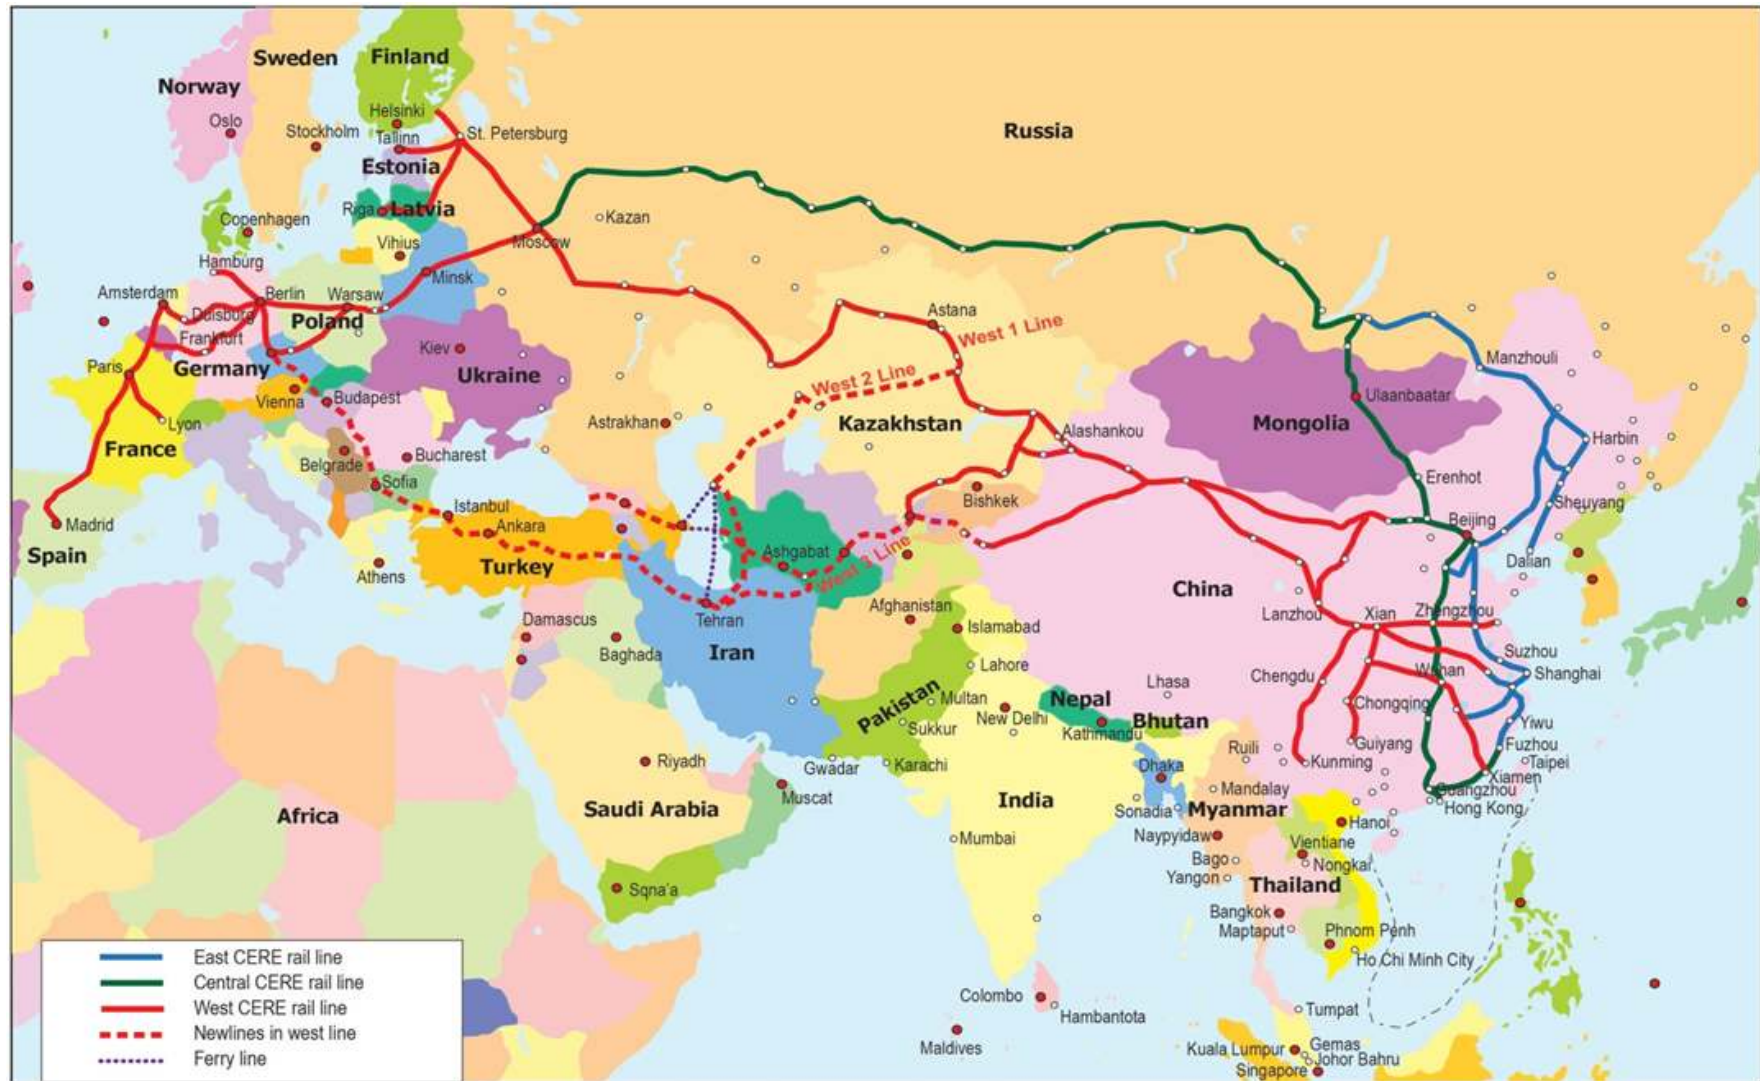 Sweden
Finland
Norway
Helsinki
Oslo
Stockholm
Tallinn
St. Petersburg
Russia
Estonia
Riga
Latvia
Copenhagen
Kazan
Vihius
Moscow
Hamburg
Minsk
Amsterdam
Berlin
Warsaw
Duisburg
Poland
Astana
West 1 Line
Frankfurt
Kiev
Manzhouli
Paris
Germany
Ukraine
West 2 Line
Ulaanbaatar
Vienna
Budapest
Lyon
Astrakhan
Kazakhstan
Alashankou
Mongolia
Harbin
France
Bucharest
Belgrade
Sofia
Erenhot
Bishkek
Istanbul
Sheuyang
Madrid
Ankara
Beijing
Spain
Turkey
Ashgabat
West 3 Line
Dalian
Athens
China
Afghanistan
Damascus
Tehran
Lanzhou
Xian
Zhengzhou
Islamabad
Baghada
Iran
Suzhou
Lahore
Chengdu
Wuhan
Shanghai
Lhasa
Pakistan
Multan
Nepal
Chongqing
New Delhi
Bhutan
Yiwu
Sukkur
Kathmandu
Ruili
Guiyang
Fuzhou
Riyadh
Gwadar
Karachi
Dhaka
Kunming
Taipei
Xiamen
Muscat
Mandalay
Guangzhou
Africa
Saudi Arabia
India
Sonadia
Myanmar
Hong Kong
Hanoi
Mumbai
Naypyidaw
Vientiane
Bago
Nongkai
Yangon
Thailand
Sqna'a
Bangkok
Maptaput
Phnom Penh
Ho Chi Minh City
East CERE rail line
Central CERE rail line
West CERE rail line
Newlines in west line
Ferry line
Colombo
Hambantota
Tumpat
Maldives
Kuala Lumpur
Gemas
Johor Bahru
Singapore